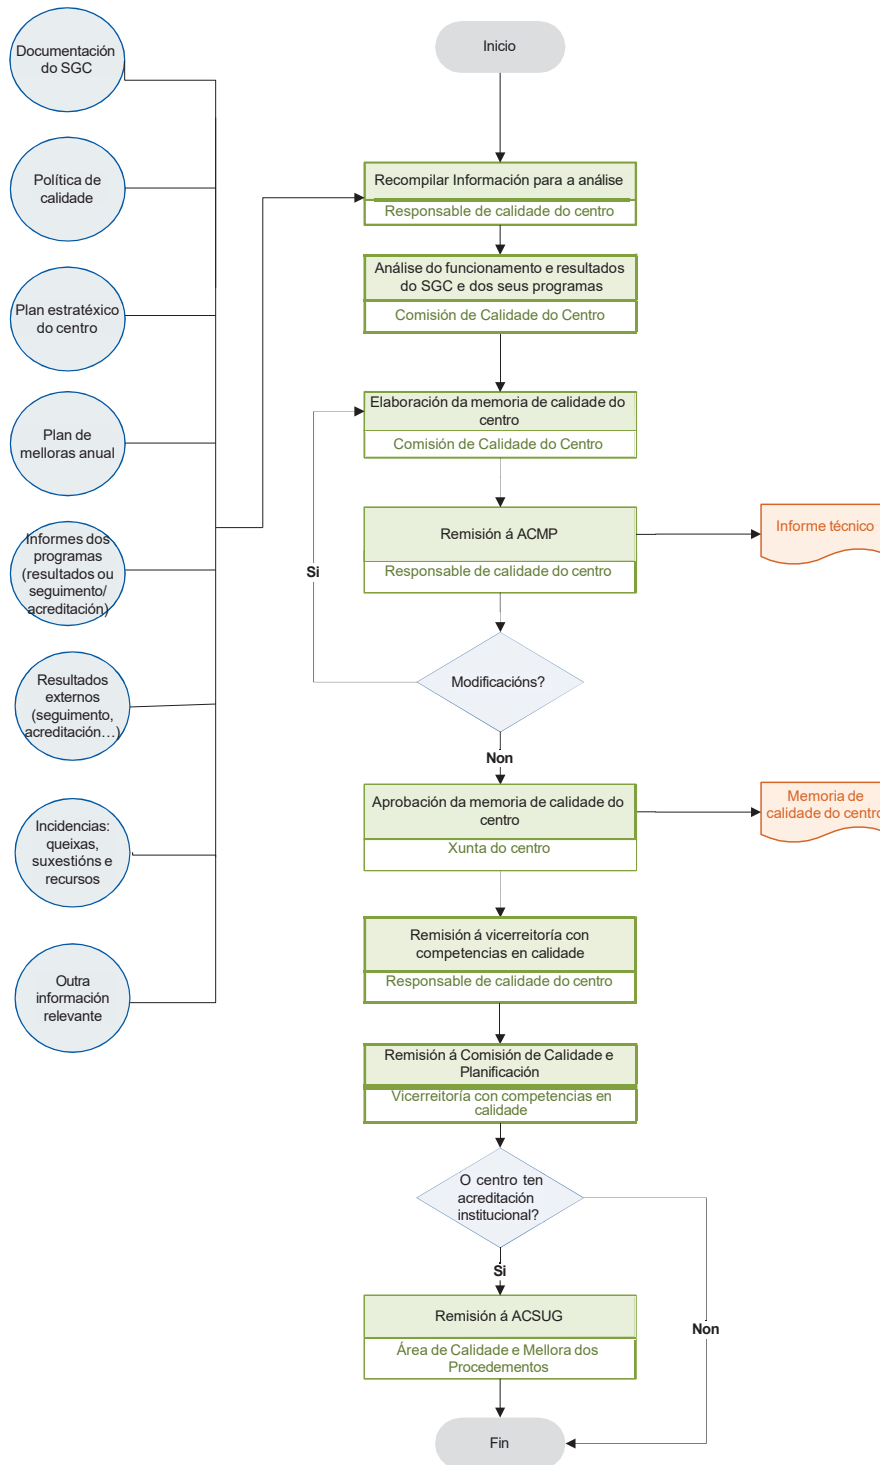 Documentación
do SGC
Política de
calidade
Plan estratéxico
do centro
Plan de
melloras anual
Informes dos
programas
(resultados ou
seguimento/
acreditación)
Resultados
externos
(seguimento,
acreditación…)
Incidencias:
queixas,
suxestións e
recursos
Outra
información
relevante
Inicio
Recompilar Información para a análise
Responsable de calidade do centro
Análise do funcionamento e resultados
do SGC e dos seus programas
Comisión de Calidade do Centro
Elaboración da memoria de calidade do
centro
Comisión de Calidade do Centro
Remisión á ACMP
Responsable de calidade do centro
Informe técnico
Si
Modificacións?
Non
Aprobación da memoria de calidade do
centro
Xunta do centro
Memoria de
calidade do centro
Remisión á vicerreitoría con
competencias en calidade
Responsable de calidade do centro
Remisión á Comisión de Calidade e
Planificación
Vicerreitoría con competencias en
calidade
O centro ten
acreditación
institucional?
Si
Non
Remisión á ACSUG
Área de Calidade e Mellora dos
Procedementos
Fin